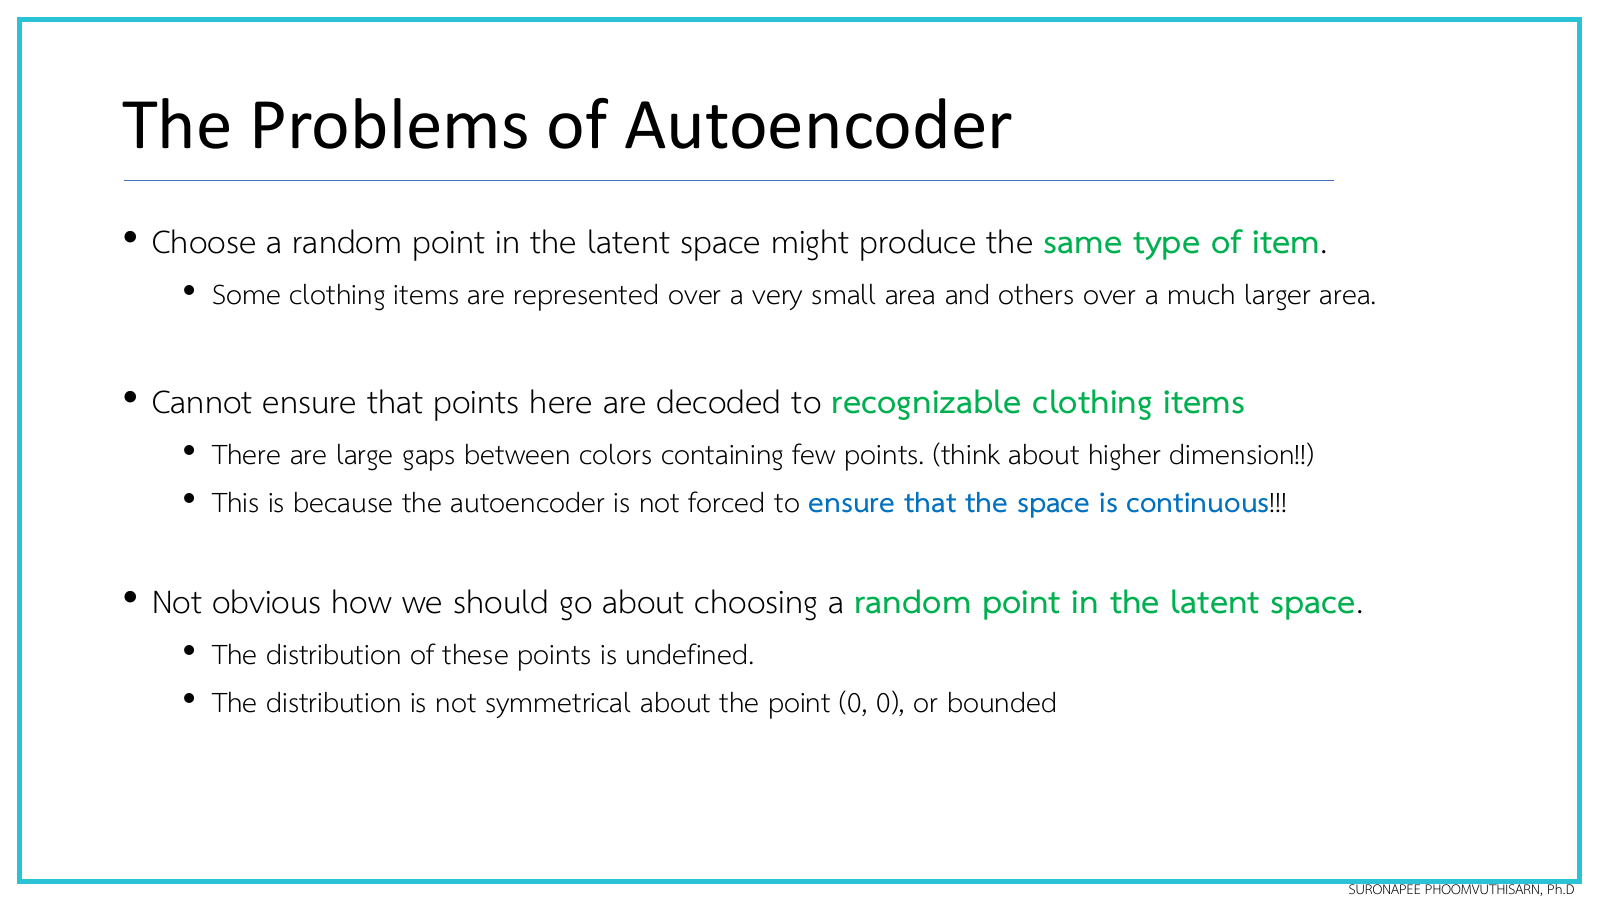 The Problems of Autoencoder
• Choose a random point in the latent space might produce the same type of item.
• Some clothing items are represented over a very small area and others over a much larger area.
• Cannot ensure that points here are decoded to recognizable clothing items
• There are large gaps between colors containing few points. (think about higher dimension!!)
• This is because the autoencoder is not forced to ensure that the space is continuous!!!
• Not obvious how we should go about choosing a random point in the latent space.
• The distribution of these points is undefined.
• The distribution is not symmetrical about the point (0, 0), or bounded
SURONAPEE PHOOMVUTHISARN, Ph.D